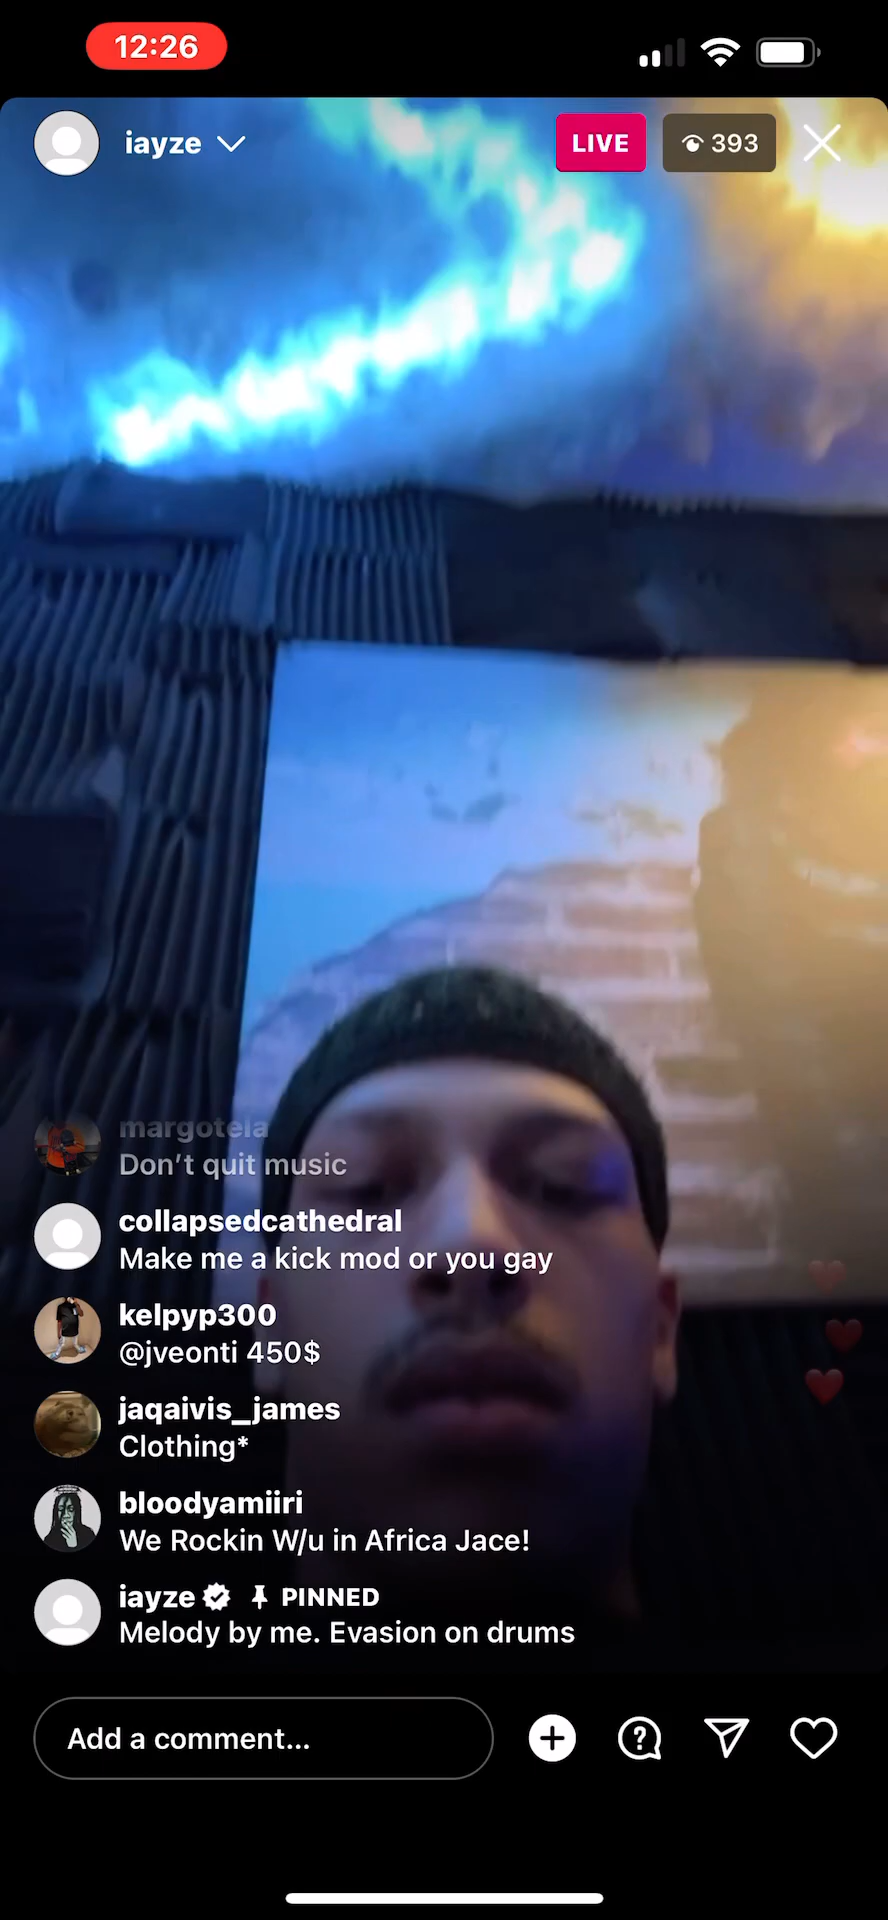 12:26
iayze
LIVE
393
margotela
Don’t quit music
collapsedcathedral
Make me a kick mod or you gay
kelpyp300
@jveonti 450$
jaqaivis_james
Clothing*
bloodyamiiri
We Rockin W/u in Africa Jace!
iayze PINNED
Melody by me. Evasion on drums
Add a comment...